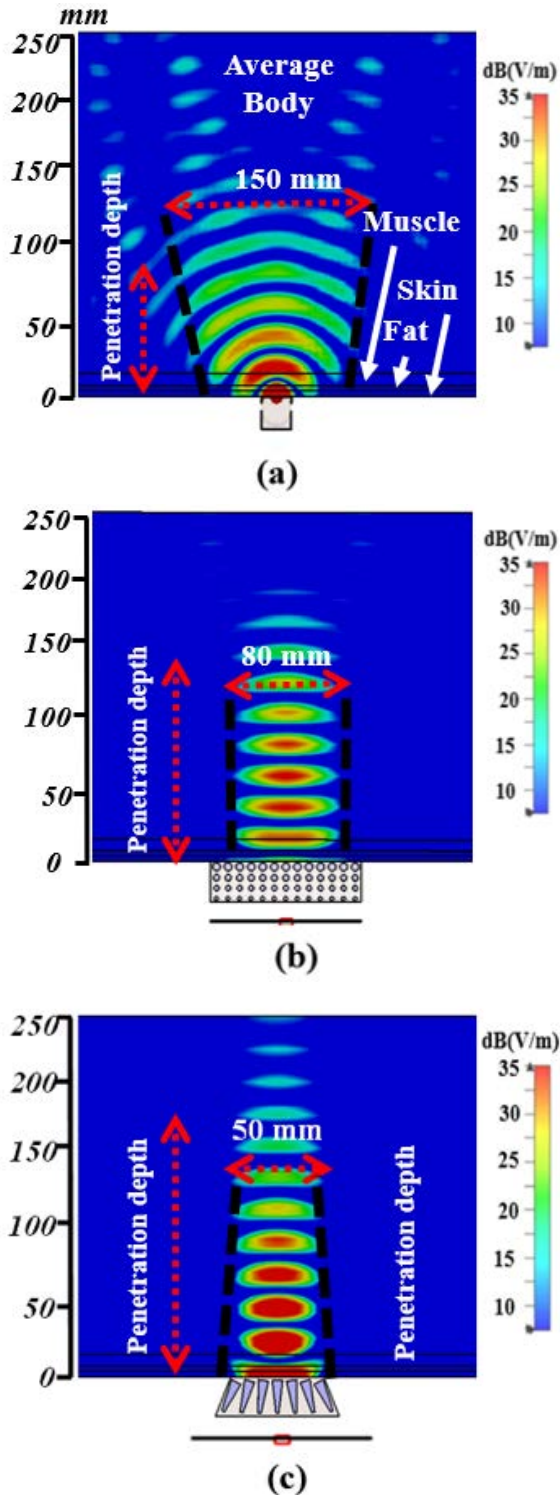 mm
250
200
150
100
50
0
Average
Body
150 mm
Penetration depth
Muscle
Skin
Fat
dB(V/m)
35
30
25
20
15
10
(a)
250
200
150
100
50
0
80 mm
Penetration depth
dB(V/m)
35
30
25
20
15
10
(b)
250
200
150
100
50
0
50 mm
Penetration depth
Penetration depth
dB(V/m)
35
30
25
20
15
10
(c)